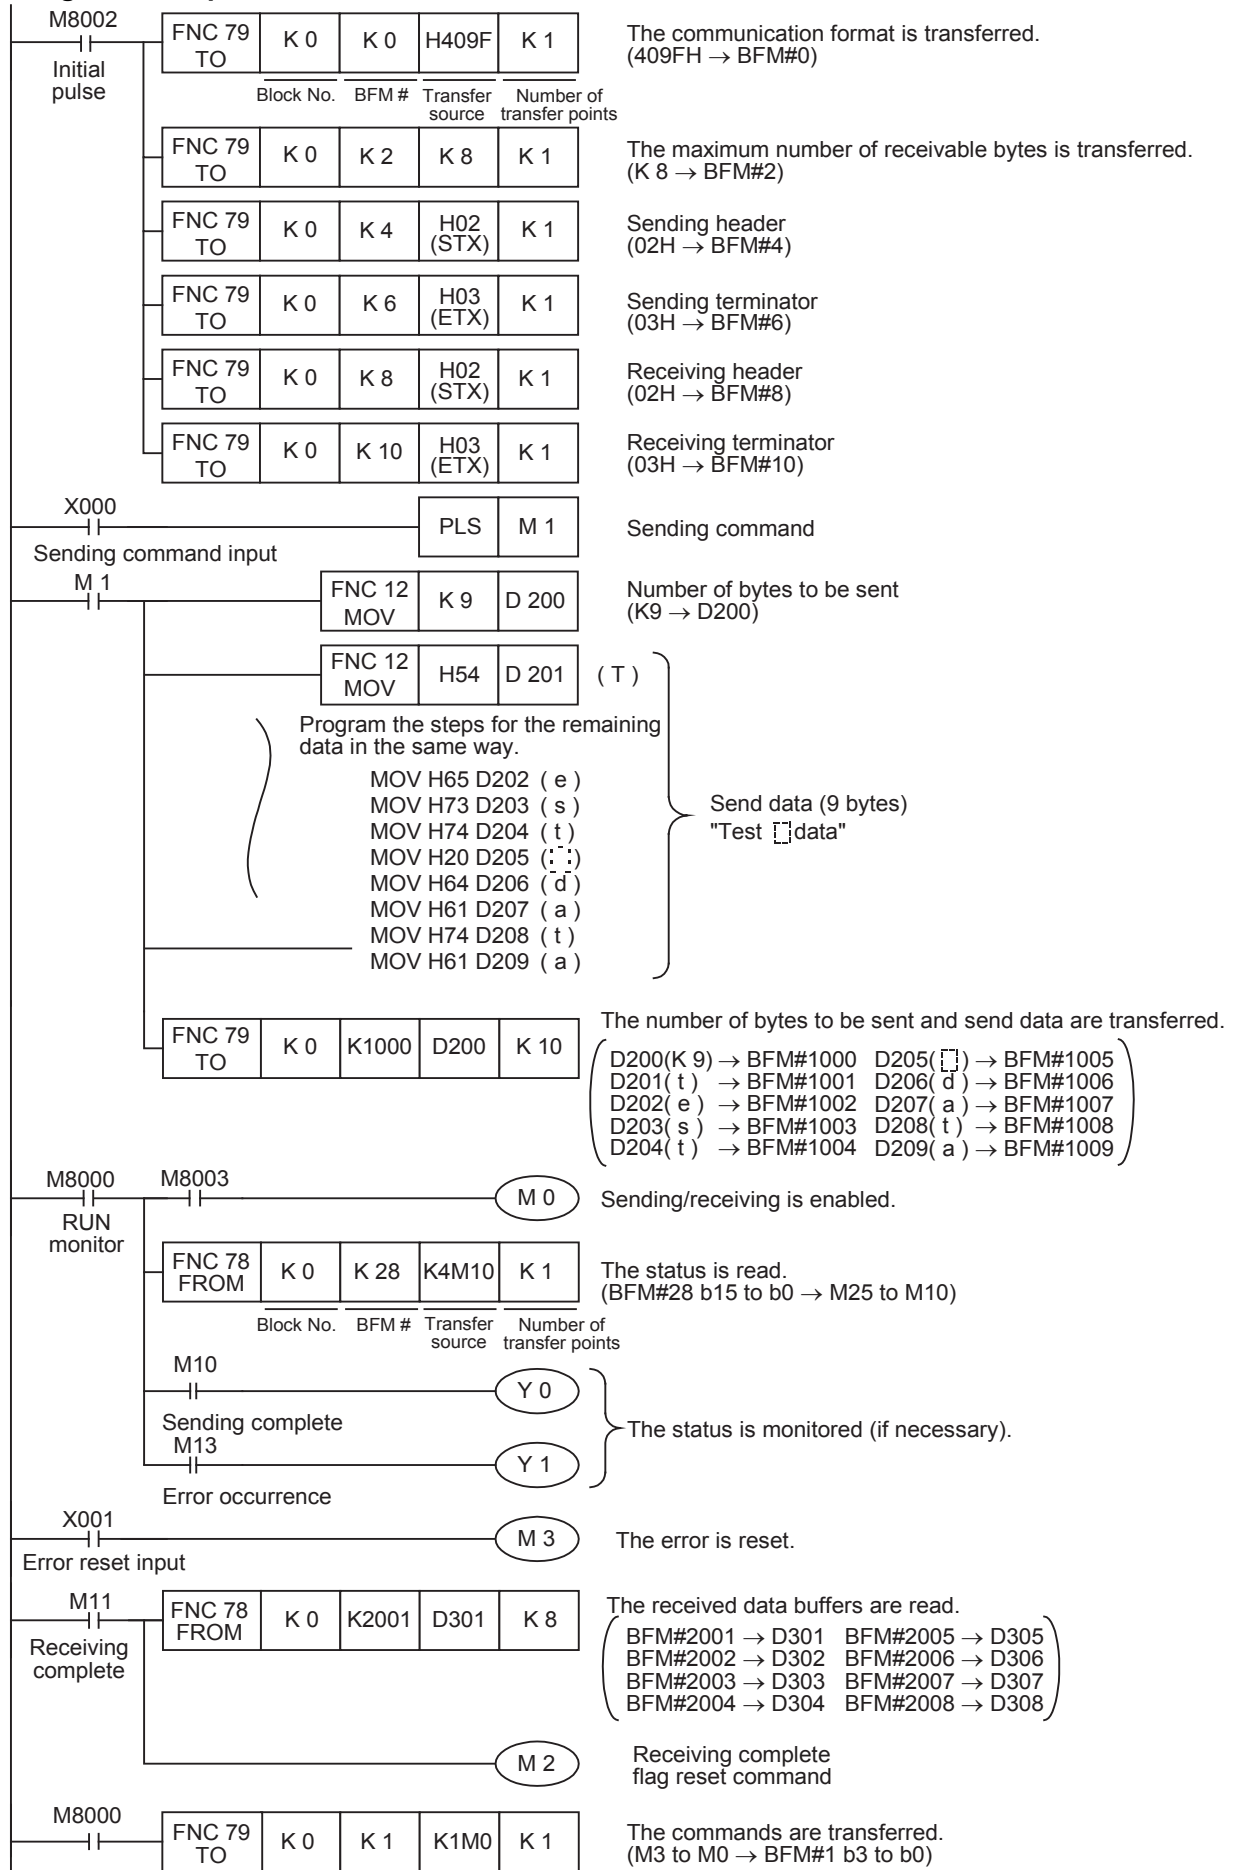 M8002
Initial
pulse
FNC 79
TO
K 0
K 0
H409F
K 1
The communication format is transferred.
(409FH → BFM#0)
Block No.
BFM #
Transfer
source
Number of
transfer points
FNC 79
TO
K 0
K 2
K 8
K 1
The maximum number of receivable bytes is transferred.
(K 8 → BFM#2)
FNC 79
TO
K 0
K 4
H02
(STX)
K 1
Sending header
(02H → BFM#4)
FNC 79
TO
K 0
K 6
H03
(ETX)
K 1
Sending terminator
(03H → BFM#6)
FNC 79
TO
K 0
K 8
H02
(STX)
K 1
Receiving header
(02H → BFM#8)
FNC 79
TO
K 0
K 10
H03
(ETX)
K 1
Receiving terminator
(03H → BFM#10)
X000
Sending command input
PLS
M 1
Sending command
M 1
FNC 12
MOV
K 9
D 200
Number of bytes to be sent
(K9 → D200)
FNC 12
MOV
H54
D 201
( T )
Program the steps for the remaining
data in the same way.
MOV H65 D202 ( e )
MOV H73 D203 ( s )
MOV H74 D204 ( t )
MOV H20 D205 ( )
MOV H64 D206 ( d )
MOV H61 D207 ( a )
MOV H74 D208 ( t )
MOV H61 D209 ( a )
Send data (9 bytes)
"Test data"
FNC 79
TO
K 0
K1000
D200
K 10
The number of bytes to be sent and send data are transferred.
D200(K 9) → BFM#1000 D205( ) → BFM#1005
D201( t ) → BFM#1001 D206( d ) → BFM#1006
D202( e ) → BFM#1002 D207( a ) → BFM#1007
D203( s ) → BFM#1003 D208( t ) → BFM#1008
D204( t ) → BFM#1004 D209( a ) → BFM#1009
M8000
RUN
monitor
M8003
M 0
Sending/receiving is enabled.
FNC 78
FROM
K 0
K 28
K4M10
K 1
The status is read.
(BFM#28 b15 to b0 → M25 to M10)
Block No.
BFM #
Transfer
source
Number of
transfer points
M10
Sending complete
Y 0
M13
Error occurrence
Y 1
The status is monitored (if necessary).
X001
Error reset input
M 3
The error is reset.
M11
Receiving
complete
FNC 78
FROM
K 0
K2001
D301
K 8
The received data buffers are read.
BFM#2001 → D301 BFM#2005 → D305
BFM#2002 → D302 BFM#2006 → D306
BFM#2003 → D303 BFM#2007 → D307
BFM#2004 → D304 BFM#2008 → D308
M 2
Receiving complete
flag reset command
M8000
FNC 79
TO
K 0
K 1
K1M0
K 1
The commands are transferred.
(M3 to M0 → BFM#1 b3 to b0)